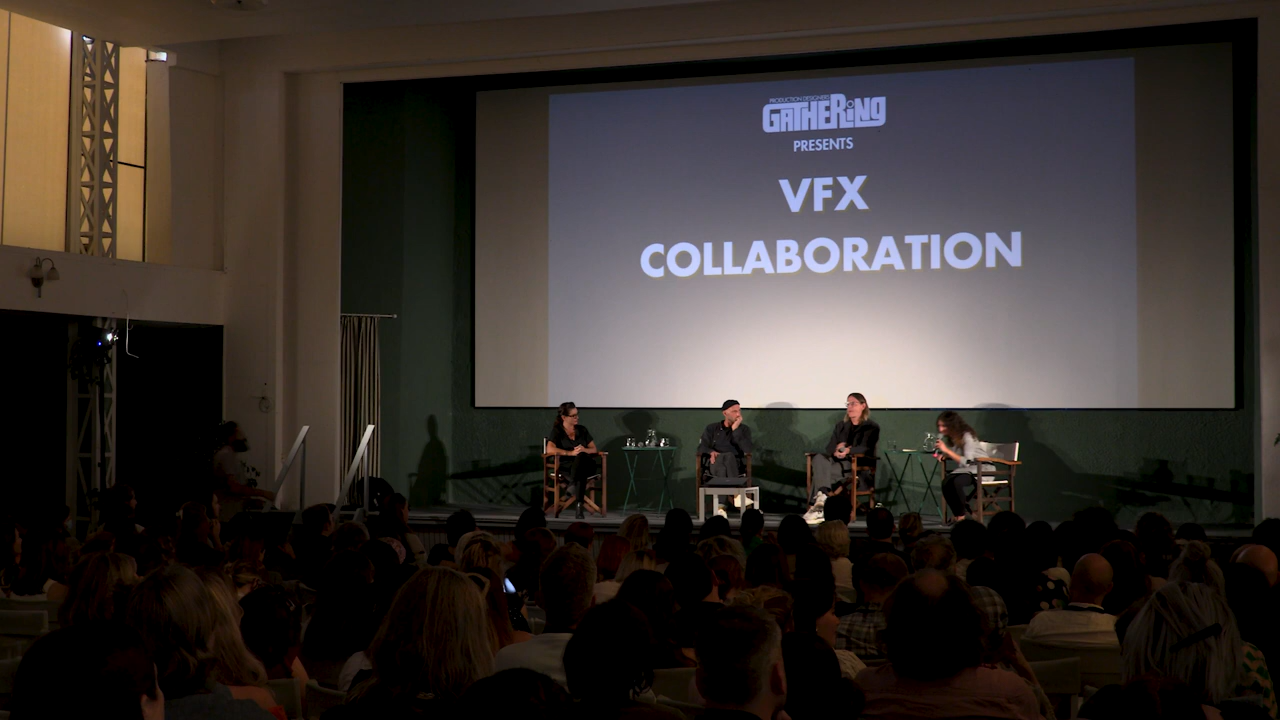 PRODUCTION DESIGNERS
GATHERING
PRESENTS
VFX
COLLABORATION